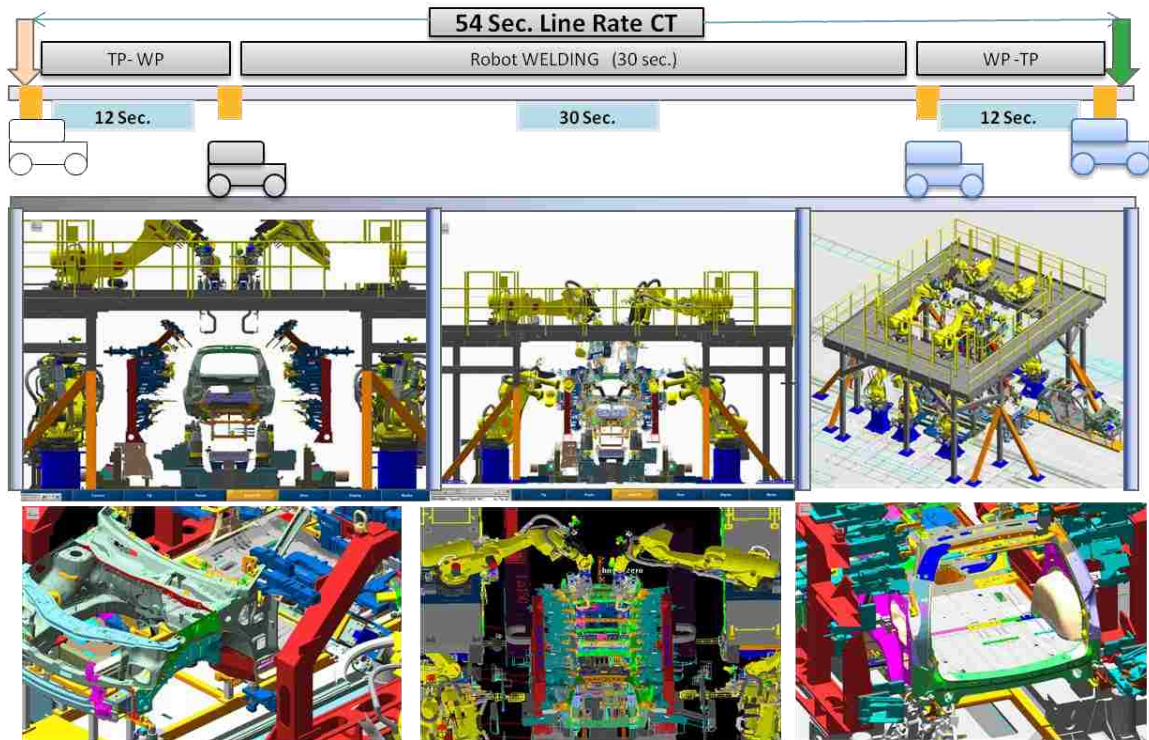 54 Sec. Line Rate CT
TP- WP
Robot WELDING (30 sec.)
WP -TP
12 Sec.
30 Sec.
12 Sec.